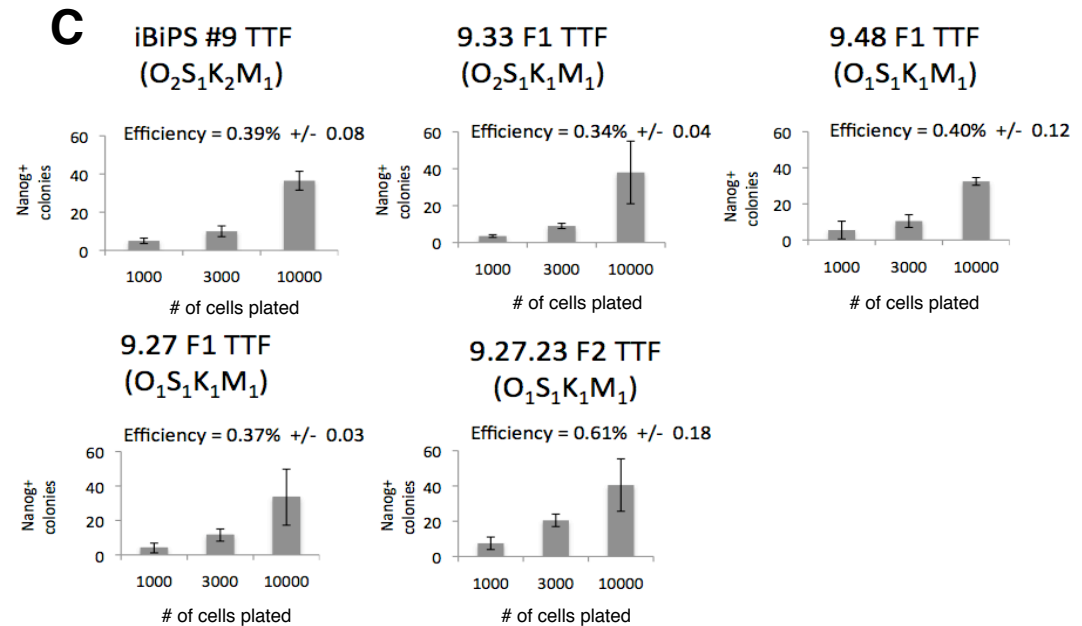 C
iBiPS #9 TTF
(O₂S₁K₂M₁)
Efficiency = 0.39% +/- 0.08
Nanog+
colonies
60
40
20
0
1000 3000 10000
# of cells plated
9.33 F1 TTF
(O₂S₁K₁M₁)
Efficiency = 0.34% +/- 0.04
Nanog+
colonies
60
40
20
0
1000 3000 10000
# of cells plated
9.48 F1 TTF
(O₁S₁K₁M₁)
Efficiency = 0.40% +/- 0.12
Nanog+
colonies
60
40
20
0
1000 3000 10000
# of cells plated
9.27 F1 TTF
(O₁S₁K₁M₁)
Efficiency = 0.37% +/- 0.03
Nanog+
colonies
60
40
20
0
1000 3000 10000
# of cells plated
9.27.23 F2 TTF
(O₁S₁K₁M₁)
Efficiency = 0.61% +/- 0.18
Nanog+
colonies
60
40
20
0
1000 3000 10000
# of cells plated